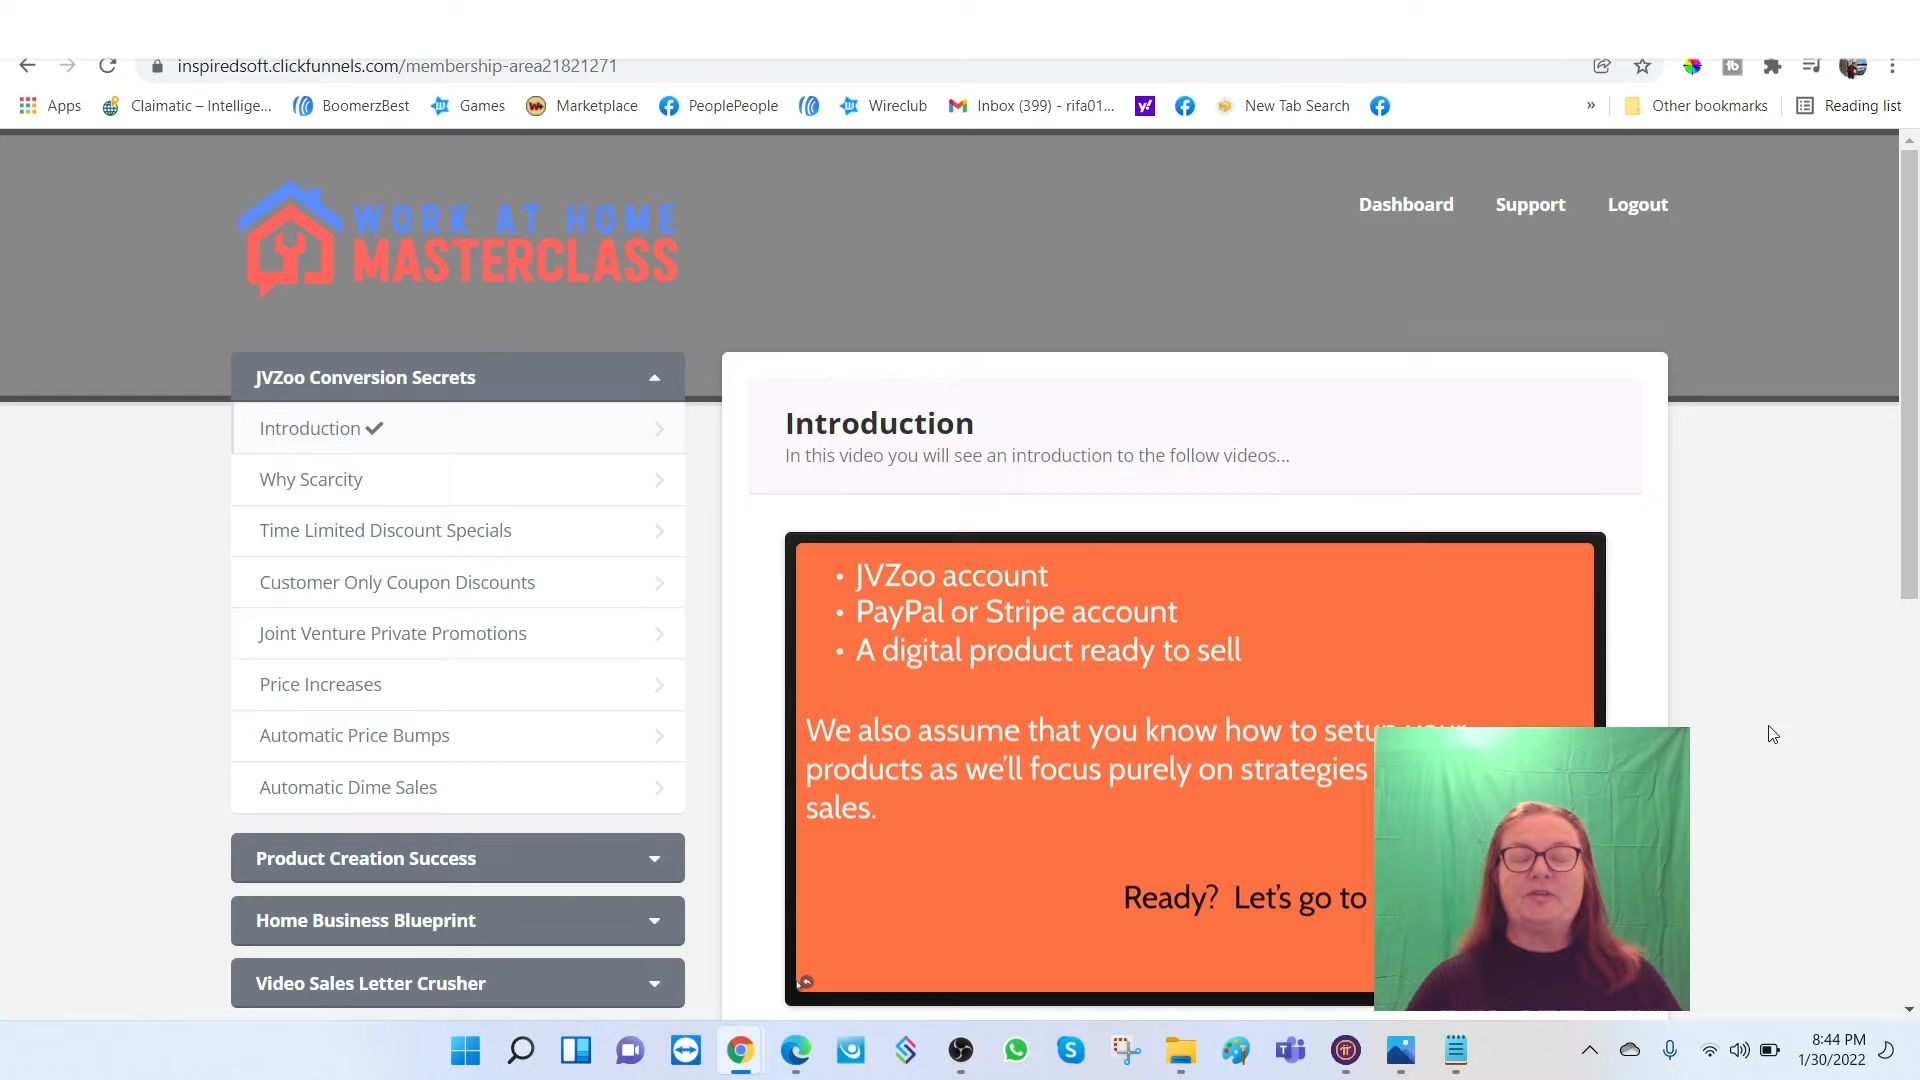 inspiredsoft.clickfunnels.com/membership-area21821271
Apps
Claimatic – Intellige...
BoomerzBest
Games
Marketplace
PeoplePeople
Wireclub
Inbox (399) - rifa01...
New Tab Search
»
Other bookmarks
Reading list
WORK AT HOME
MASTERCLASS
Dashboard
Support
Logout
JVZoo Conversion Secrets
Introduction
Why Scarcity
Time Limited Discount Specials
Customer Only Coupon Discounts
Joint Venture Private Promotions
Price Increases
Automatic Price Bumps
Automatic Dime Sales
Product Creation Success
Home Business Blueprint
Video Sales Letter Crusher
Introduction
In this video you will see an introduction to the follow videos...
• JVZoo account
• PayPal or Stripe account
• A digital product ready to sell
We also assume that you know how to setup your
products as we'll focus purely on strategies
sales.
Ready? Let's go to
8:44 PM
1/30/2022